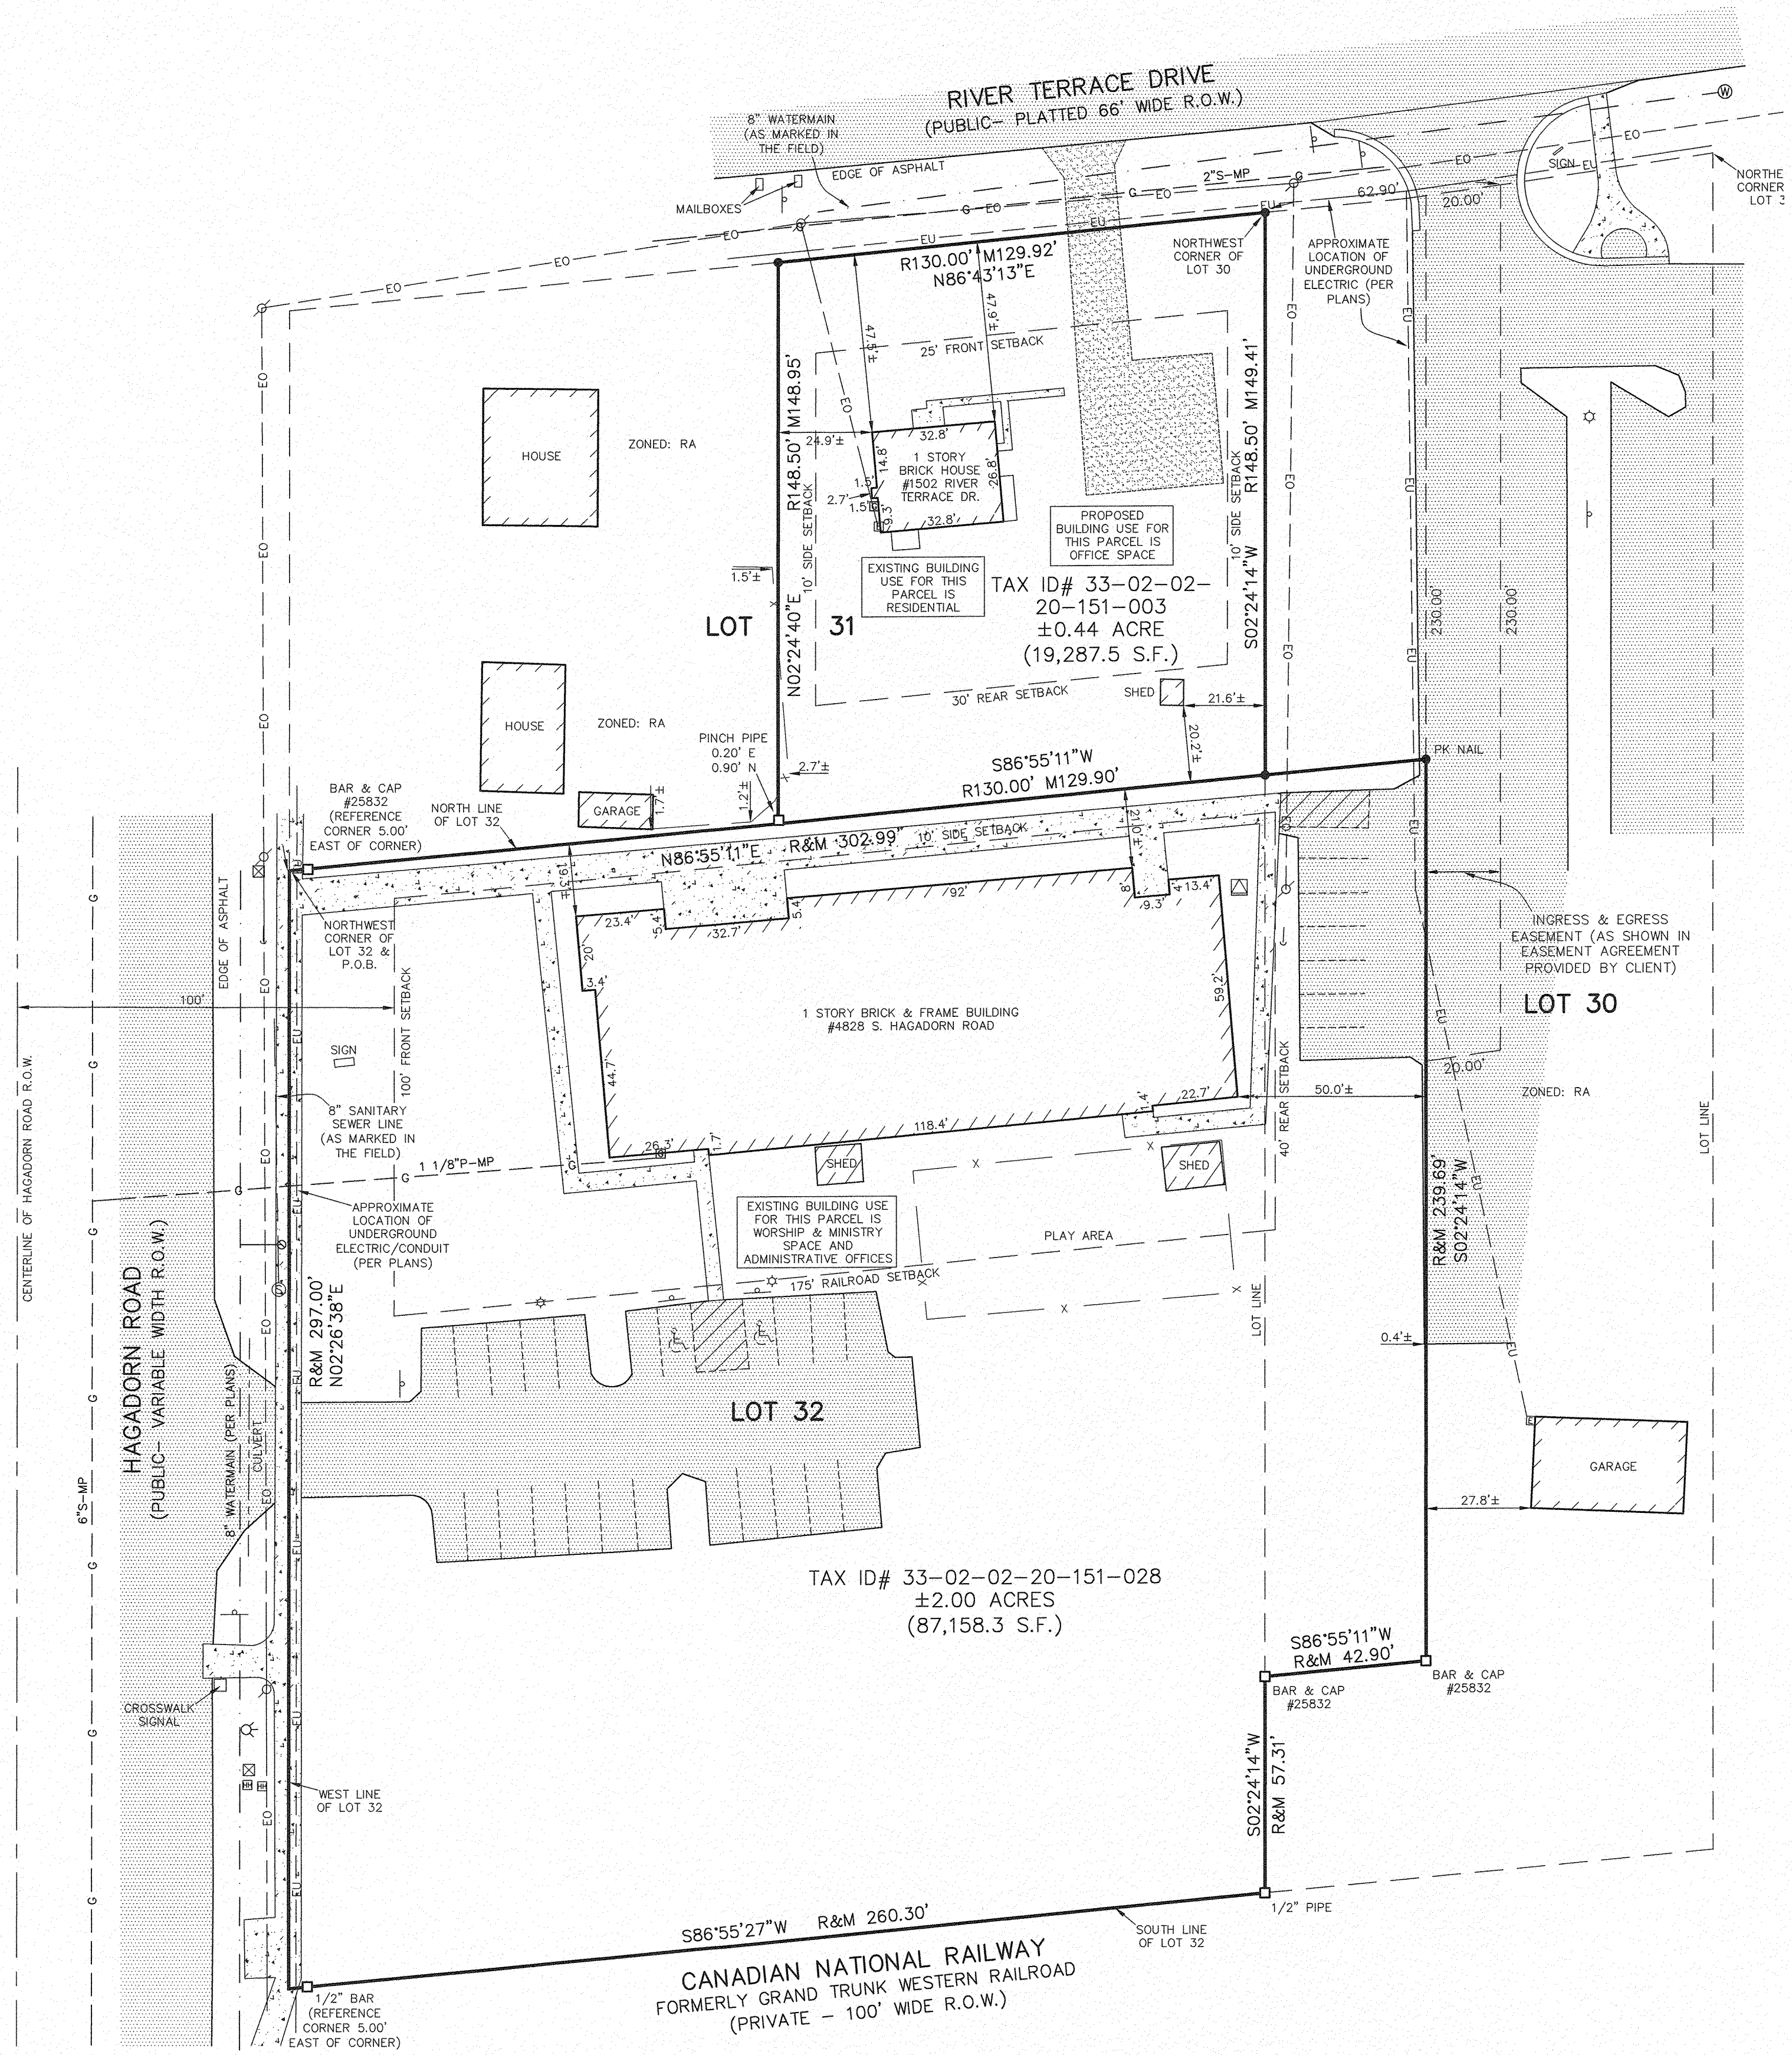 RIVER TERRACE DRIVE
(PUBLIC- PLATTED 66' WIDE R.O.W.)
W
8" WATERMAIN
(AS MARKED IN
THE FIELD)
EDGE OF ASPHALT
MAILBOXES
2"S-MP
G
EO
EU
62.90'
20.00'
SIGN
NORTHE
CORNER
LOT 3
R130.00' M129.92'
N86°43'13"E
NORTHWEST
CORNER OF
LOT 30
APPROXIMATE
LOCATION OF
UNDERGROUND
ELECTRIC (PER
PLANS)
47.5'±
47.9'±
25' FRONT SETBACK
R148.50' M148.95'
N02°24'40"E
10' SIDE SETBACK
R148.50' M149.41'
S02°24'14"W
10' SIDE SETBACK
HOUSE
ZONED: RA
24.9'±
32.8'
14.8'
1 STORY
BRICK HOUSE
#1502 RIVER
TERRACE DR.
26.8'
1.5'
2.7'
1.5'
9.3'
32.8'
PROPOSED
BUILDING USE FOR
THIS PARCEL IS
OFFICE SPACE
EXISTING BUILDING
USE FOR THIS
PARCEL IS
RESIDENTIAL
1.5'±
TAX ID# 33-02-02-
20-151-003
±0.44 ACRE
(19,287.5 S.F.)
LOT 31
230.00'
230.00'
30' REAR SETBACK
SHED
21.6'±
20.2'±
HOUSE
ZONED: RA
PINCH PIPE
0.20' E
0.90' N
2.7'±
1.2'±
1.7'±
GARAGE
S86°55'11"W
R130.00' M129.90'
PK NAIL
BAR & CAP
#25832
(REFERENCE
CORNER 5.00'
EAST OF CORNER)
NORTH LINE
OF LOT 32
N86°55'11"E R&M 302.99' 10' SIDE SETBACK
19.3'±
21.0'±
23.4'
5.4'
32.7'
5.4'
92'
8'
9.3'
4'
13.4'
20'
3.4'
44.7'
59.2'
EDGE OF ASPHALT
NORTHWEST
CORNER OF
LOT 32 &
P.O.B.
100'
100' FRONT SETBACK
1 STORY BRICK & FRAME BUILDING
#4828 S. HAGADORN ROAD
INGRESS & EGRESS
EASEMENT (AS SHOWN IN
EASEMENT AGREEMENT
PROVIDED BY CLIENT)
LOT 30
SIGN
CENTERLINE OF HAGADORN ROAD R.O.W.
8" SANITARY
SEWER LINE
(AS MARKED IN
THE FIELD)
40' REAR SETBACK
20.00'
50.0'±
ZONED: RA
LOT LINE
22.7'
1.4'
118.4'
26.3'
1.7'
1 1/8"P-MP
SHED
SHED
APPROXIMATE
LOCATION OF
UNDERGROUND
ELECTRIC/CONDUIT
(PER PLANS)
EXISTING BUILDING USE
FOR THIS PARCEL IS
WORSHIP & MINISTRY
SPACE AND
ADMINISTRATIVE OFFICES
PLAY AREA
175' RAILROAD SETBACK
R&M 239.69'
S02°24'14"W
HAGADORN ROAD
(PUBLIC- VARIABLE WIDTH R.O.W.)
R&M 297.00'
N02°26'38"E
LOT LINE
0.4'±
8" WATERMAIN (PER PLANS)
CULVERT
LOT 32
6"S-MP
GARAGE
27.8'±
TAX ID# 33-02-02-20-151-028
±2.00 ACRES
(87,158.3 S.F.)
S86°55'11"W
R&M 42.90'
BAR & CAP
#25832
BAR & CAP
#25832
CROSSWALK
SIGNAL
S02°24'14"W
R&M 57.31'
WEST LINE
OF LOT 32
1/2" PIPE
S86°55'27"W R&M 260.30'
SOUTH LINE
OF LOT 32
CANADIAN NATIONAL RAILWAY
FORMERLY GRAND TRUNK WESTERN RAILROAD
(PRIVATE - 100' WIDE R.O.W.)
1/2" BAR
(REFERENCE
CORNER 5.00'
EAST OF CORNER)